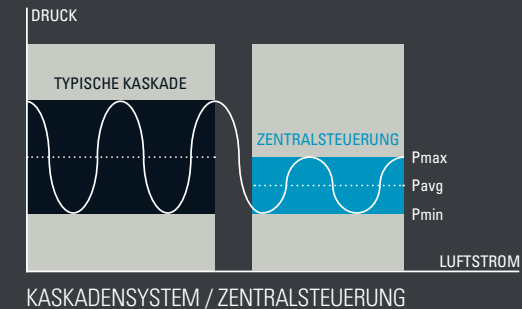 DRUCK
TYPISCHE KASKADE
ZENTRALSTEUERUNG
Pmax
Pavg
Pmin
LUFTSTROM
KASKADENSYSTEM / ZENTRALSTEUERUNG